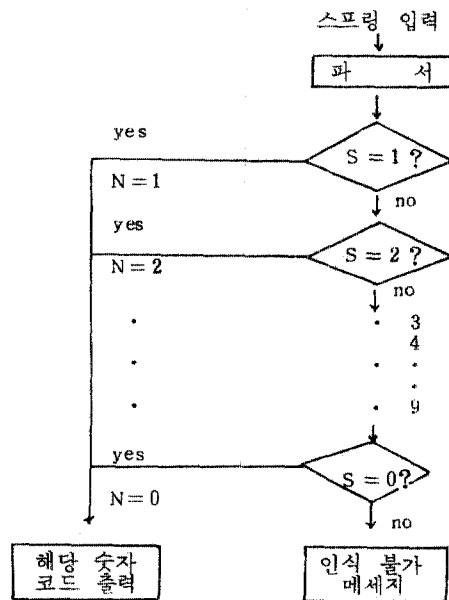 스프링 입력
파 서
yes
S = 1 ?
N = 1
no
yes
S = 2 ?
N = 2
no
3
4
9
yes
S = 0 ?
N = 0
no
해당 숫자
코드 출력
인식 불가
메세지